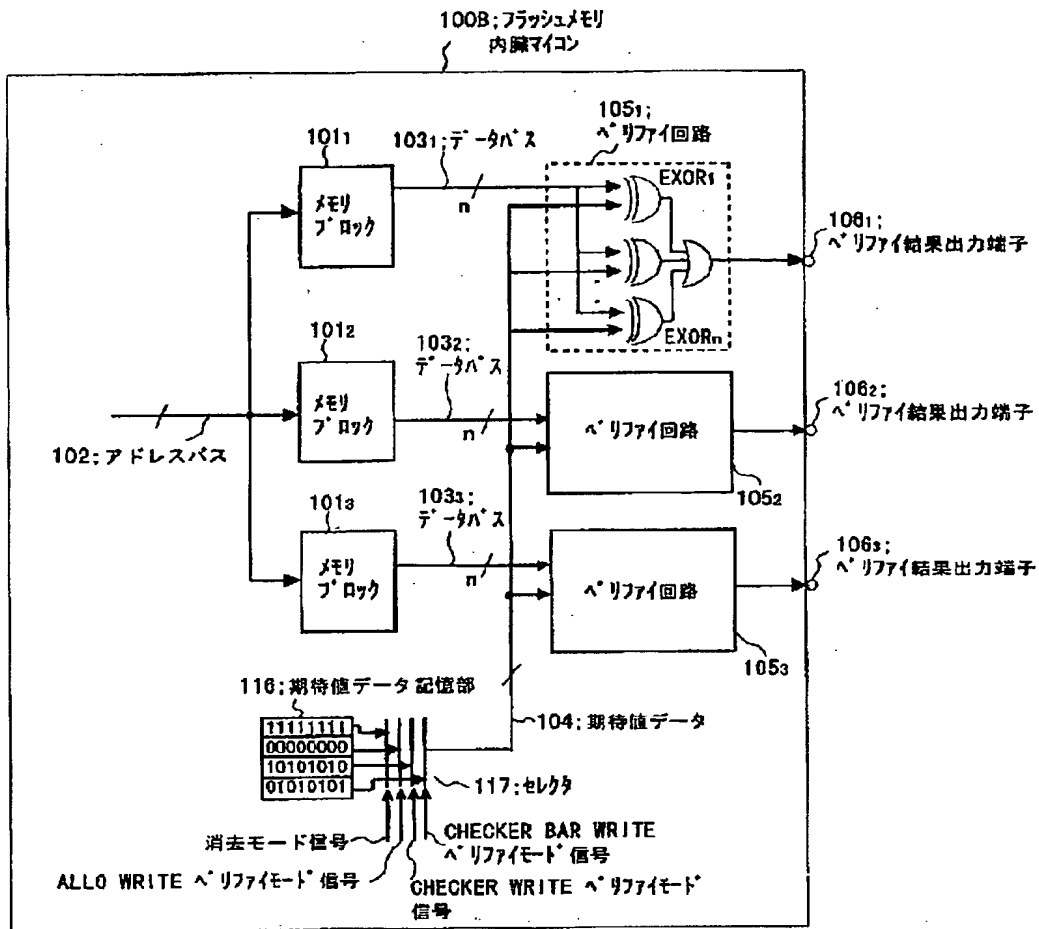 100B;フラッシュメモリ
内臓マイコン
105₁;
ベリファイ回路
101₁
103₁;データバス
メモリ
ブロック
n
EXOR₁
EXORn
106₁;
ベリファイ結果出力端子
101₂
103₂;
データバス
メモリ
ブロック
n
ベリファイ回路
105₂
106₂;
ベリファイ結果出力端子
102;アドレスバス
101₃
103₃;
データバス
メモリ
ブロック
n
ベリファイ回路
105₃
106₃;
ベリファイ結果出力端子
116;期待値データ記憶部
11111111
00000000
10101010
01010101
104;期待値データ
117;セレクタ
消去モード信号
CHECKER BAR WRITE
ベリファイモード信号
ALL0 WRITE ベリファイモード信号
CHECKER WRITE ベリファイモード
信号